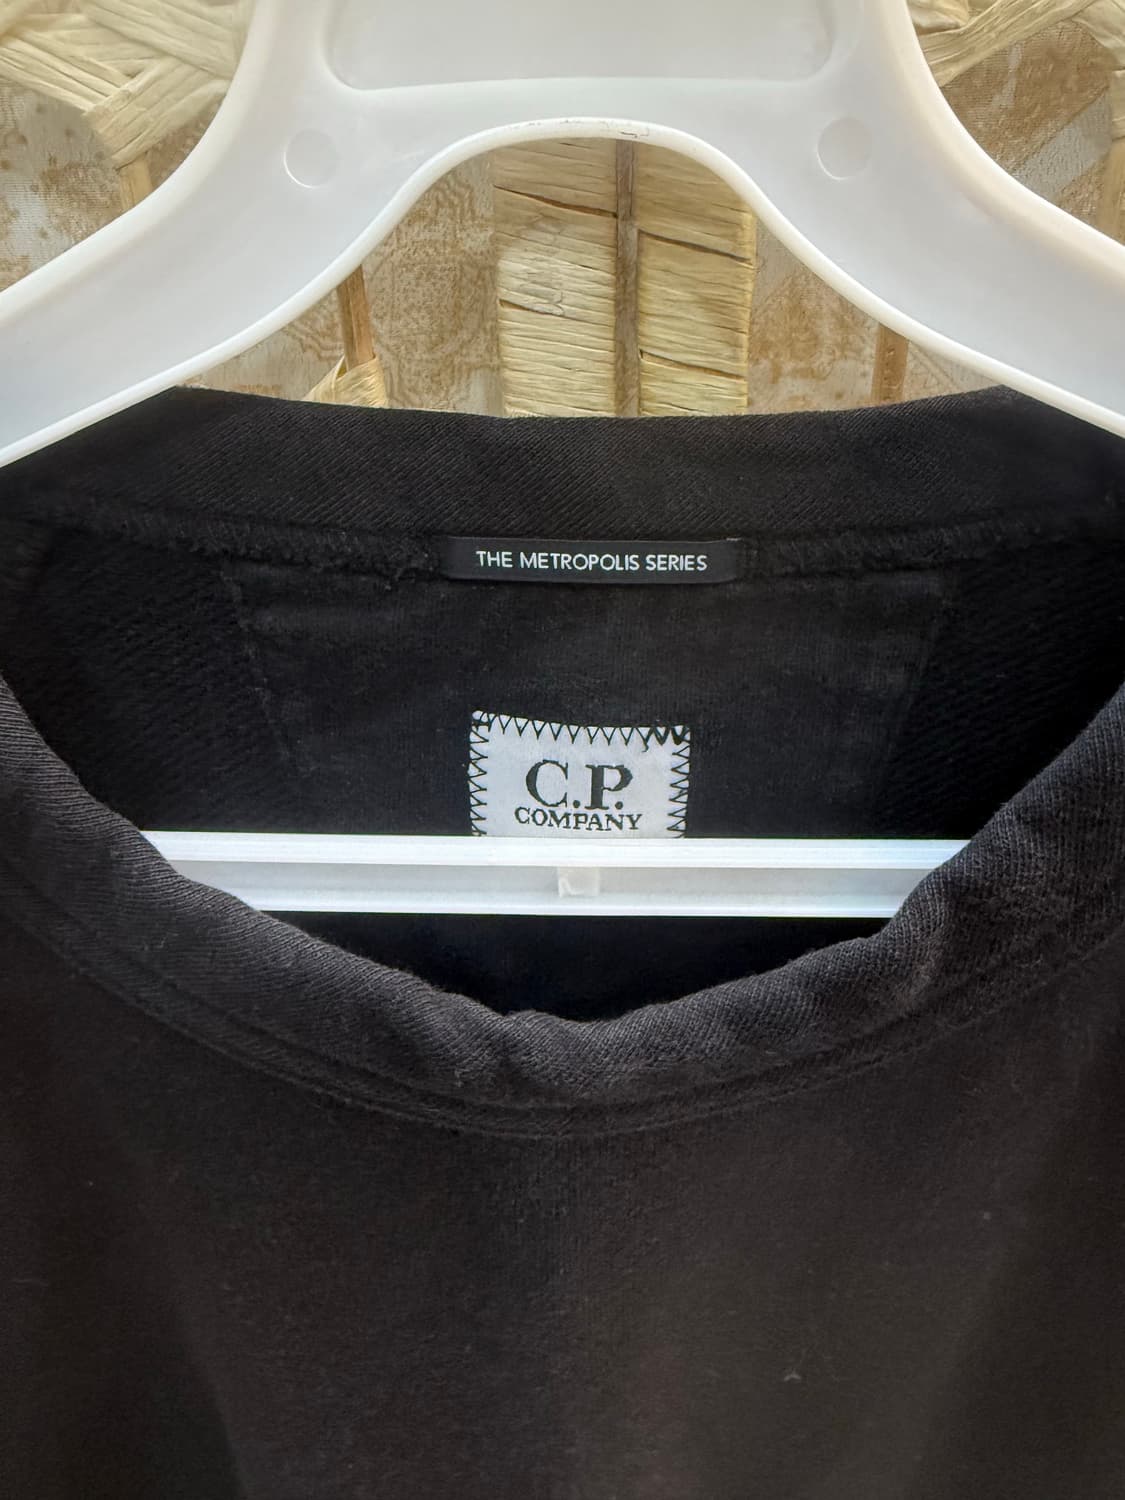 THE METROPOLIS SERIES
C.P.
COMPANY